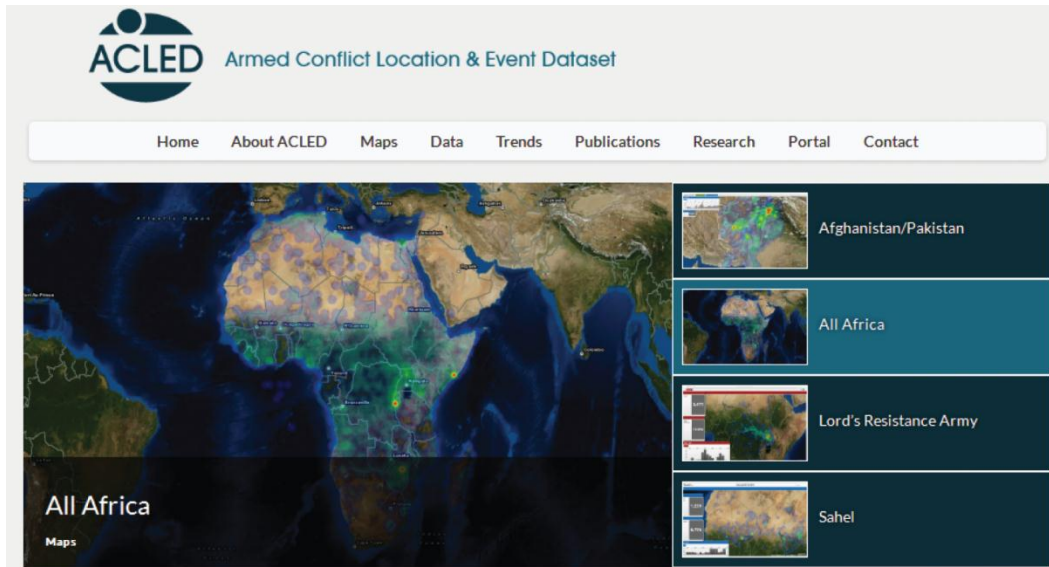 ACLED
Armed Conflict Location & Event Dataset
Home About ACLED Maps Data Trends Publications Research Portal Contact
All Africa
Maps
Afghanistan/Pakistan
All Africa
Lord's Resistance Army
Sahel